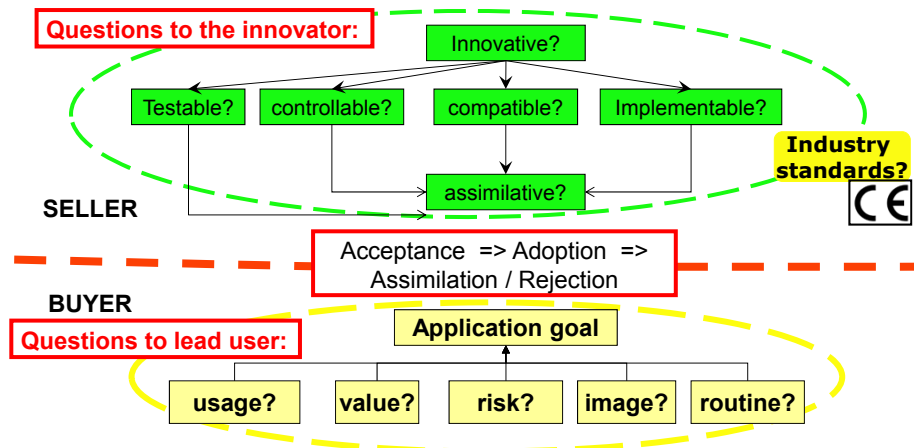 Questions to the innovator:
Innovative?
Testable?
controllable?
compatible?
Implementable?
Industry
standards?
assimilative?
CE
SELLER
Acceptance => Adoption =>
Assimilation / Rejection
BUYER
Questions to lead user:
Application goal
usage?
value?
risk?
image?
routine?